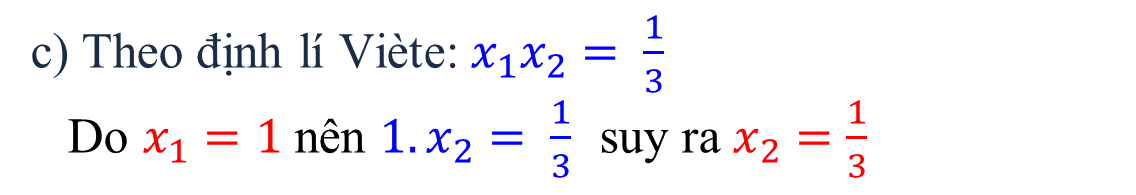 c) Theo định lí Viète: x₁x₂ = 1/3
Do x₁ = 1 nên 1. x₂ = 1/3 suy ra x₂ = 1/3